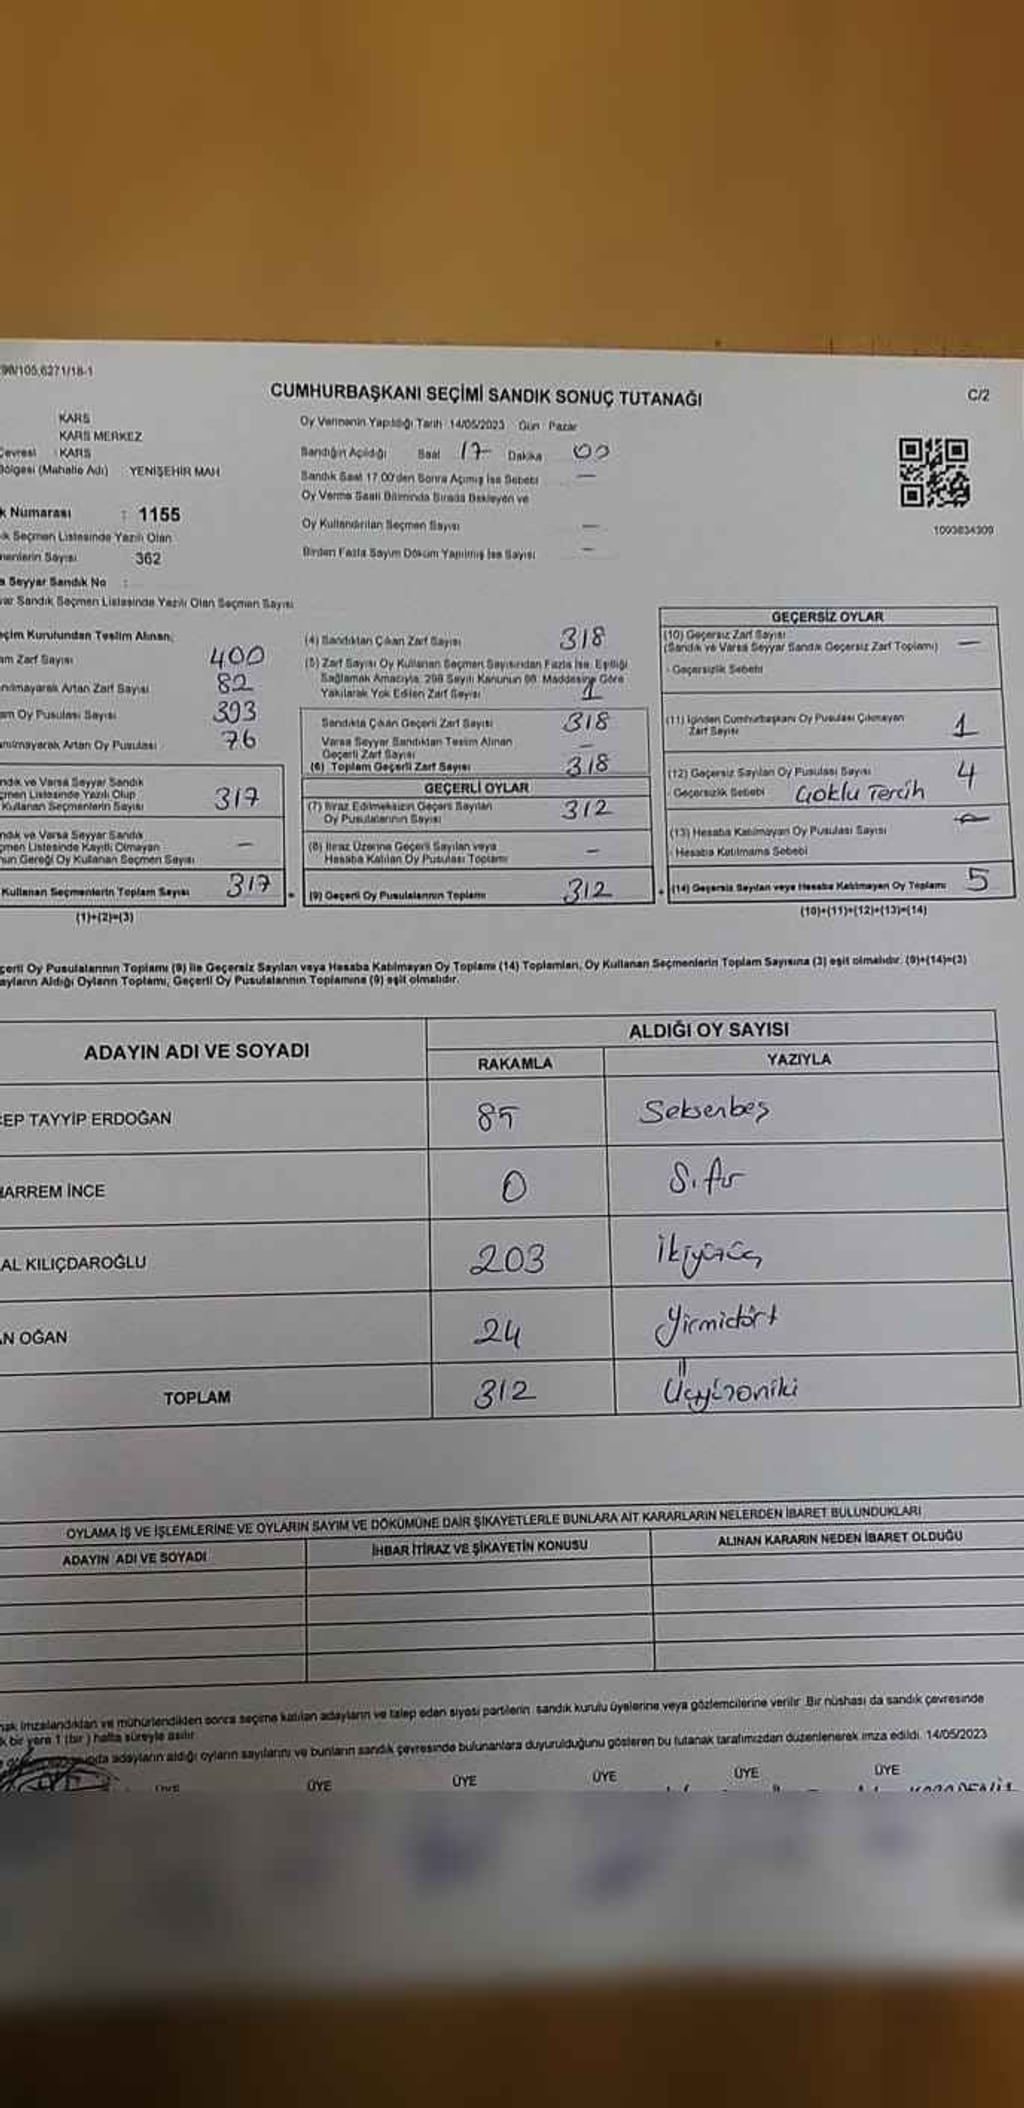 98/105,6271/18-1
CUMHURBAŞKANI SEÇİMİ SANDIK SONUÇ TUTANAĞI
C/2
KARS
KARS MERKEZ
Çevresi : KARS
Bölgesi (Mahalle Adı) YENİŞEHİR MAH
k Numarası : 1155
ık Seçmen Listesinde Yazılı Olan
menlerin Sayısı 362
a Seyyar Sandık No :
yar Sandık Seçmen Listesinde Yazılı Olan Seçmen Sayısı
Oy Vermenin Yapıldığı Tarih 14/05/2023 Gün Pazar
Sandığın Açıldığı Saat 17 Dakika 00
Sandık Saat 17.00'den Sonra Açılmış İse Sebebi —
Oy Verme Saati Bitiminde Sırada Bekleyen ve
Oy Kullandırılan Seçmen Sayısı —
Birden Fazla Sayım Döküm Yapılmış İse Sayısı —
1093634309
eçim Kurulundan Teslim Alınan,
am Zarf Sayısı 400
anılmayarak Artan Zarf Sayısı 82
am Oy Pusulası Sayısı 393
anılmayarak Artan Oy Pusulası 76
ndık ve Varsa Seyyar Sandık
çmen Listesinde Yazılı Olup
Kullanan Seçmenlerin Sayısı 317
ndık ve Varsa Seyyar Sandık
çmen Listesinde Kayıtlı Olmayan
nun Gereği Oy Kullanan Seçmen Sayısı —
Kullanan Seçmenlerin Toplam Sayısı 317
(1)+(2)=(3)
(4) Sandıktan Çıkan Zarf Sayısı 318
(5) Zarf Sayısı Oy Kullanan Seçmen Sayısından Fazla İse, Eşitliği
Sağlamak Amacıyla, 298 Sayılı Kanunun 98. Maddesine Göre
Yakılarak Yok Edilen Zarf Sayısı 1
Sandıkta Çıkan Geçerli Zarf Sayısı 318
Varsa Seyyar Sandıktan Teslim Alınan
Geçerli Zarf Sayısı —
(6) Toplam Geçerli Zarf Sayısı 318
GEÇERLİ OYLAR
(7) İtiraz Edilmeksizin Geçerli Sayılan
Oy Pusulalarının Sayısı 312
(8) İtiraz Üzerine Geçerli Sayılan veya
Hesaba Katılan Oy Pusulası Toplamı —
(9) Geçerli Oy Pusulalarının Toplamı 312
GEÇERSİZ OYLAR
(10) Geçersiz Zarf Sayısı
(Sandık ve Varsa Seyyar Sandık Geçersiz Zarf Toplamı) —
- Geçersizlik Sebebi
(11) İçinden Cumhurbaşkanı Oy Pusulası Çıkmayan
Zarf Sayısı 1
(12) Geçersiz Sayılan Oy Pusulası Sayısı 4
- Geçersizlik Sebebi Çoklu Tercih
(13) Hesaba Katılmayan Oy Pusulası Sayısı
- Hesaba Katılmama Sebebi
(14) Geçersiz Sayılan veya Hesaba Katılmayan Oy Toplamı 5
(10)+(11)+(12)+(13)=(14)
çerli Oy Pusulalarının Toplamı (9) ile Geçersiz Sayılan veya Hesaba Katılmayan Oy Toplamı (14) Toplamları, Oy Kullanan Seçmenlerin Toplam Sayısına (3) eşit olmalıdır. (9)+(14)=(3)
ayların Aldığı Oyların Toplamı, Geçerli Oy Pusulalarının Toplamına (9) eşit olmalıdır.
ADAYIN ADI VE SOYADI
ALDIĞI OY SAYISI
RAKAMLA YAZIYLA
CEP TAYYİP ERDOĞAN 85 Seksenbeş
HARREM İNCE 0 Sıfır
AL KILIÇDAROĞLU 203 İkiyüzüç
AN OĞAN 24 Yirmidört
TOPLAM 312 Üçyüzoniki
OYLAMA İŞ VE İŞLEMLERİNE VE OYLARIN SAYIM VE DÖKÜMÜNE DAİR ŞİKAYETLERLE BUNLARA AİT KARARLARIN NELERDEN İBARET BULUNDUKLARI
ADAYIN ADI VE SOYADI İHBAR İTİRAZ VE ŞİKAYETİN KONUSU ALINAN KARARIN NEDEN İBARET OLDUĞU
nak imzalandıktan ve mühürlendikten sonra seçime katılan adayların ve talep eden siyasi partilerin sandık kurulu üyelerine veya gözlemcilerine verilir. Bir nüshası da sandık çevresinde
k bir yere 1 (bir) hafta süreyle asılır.
adayların aldığı oyların sayılarını ve bunların sandık çevresinde bulunanlara duyurulduğunu gösteren bu tutanak tarafımızdan düzenlenerek imza edildi. 14/05/2023
ÜYE ÜYE ÜYE ÜYE ÜYE ÜYE